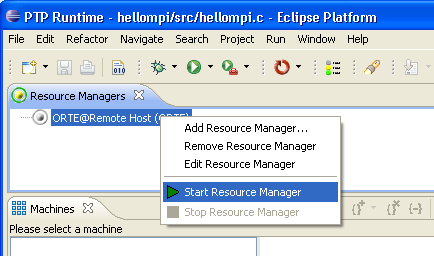 PTP Runtime - hellompi/src/hellompi.c - Eclipse Platform
File Edit Refactor Navigate Search Project Run Window Help
010
Resource Managers
ORTE@Remote Host (ORTE)
Add Resource Manager...
Remove Resource Manager
Edit Resource Manager
Start Resource Manager
Stop Resource Manager
Machines
Please select a machine